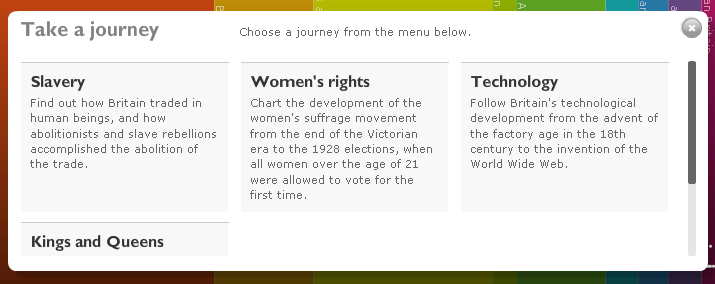 Take a journey
Choose a journey from the menu below.
Slavery
Find out how Britain traded in
human beings, and how
abolitionists and slave rebellions
accomplished the abolition of
the trade.
Women's rights
Chart the development of the
women's suffrage movement
from the end of the Victorian
era to the 1928 elections, when
all women over the age of 21
were allowed to vote for the
first time.
Technology
Follow Britain's technological
development from the advent of
the factory age in the 18th
century to the invention of the
World Wide Web.
Kings and Queens